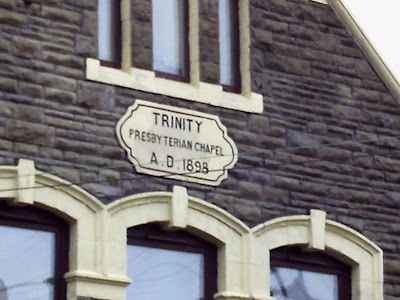 TRINITY
PRESBYTERIAN CHAPEL
A.D.1898